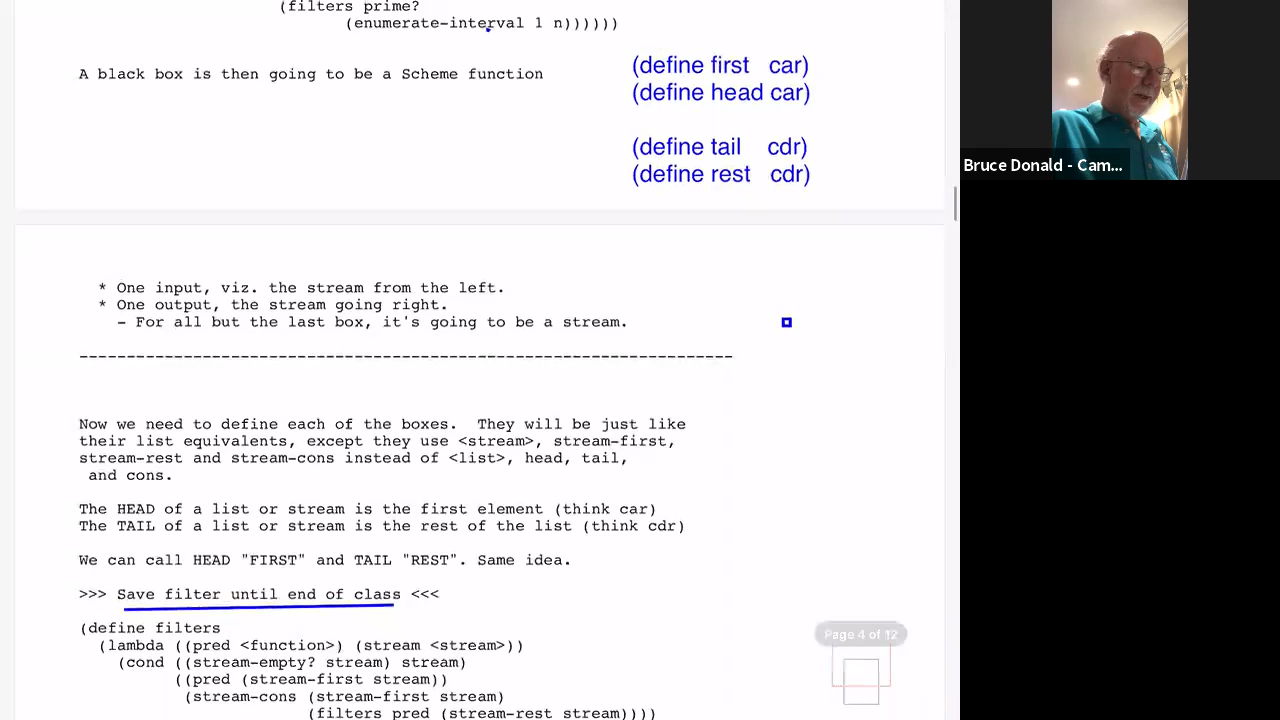 (filters prime?
(enumerate-interval 1 n))))))
A black box is then going to be a Scheme function
(define first car)
(define head car)
(define tail cdr)
(define rest cdr)
* One input, viz. the stream from the left.
* One output, the stream going right.
- For all but the last box, it's going to be a stream.
---------------------------------------------------------------------
Now we need to define each of the boxes. They will be just like
their list equivalents, except they use <stream>, stream-first,
stream-rest and stream-cons instead of <list>, head, tail,
and cons.
The HEAD of a list or stream is the first element (think car)
The TAIL of a list or stream is the rest of the list (think cdr)
We can call HEAD "FIRST" and TAIL "REST". Same idea.
>>> Save filter until end of class <<<
(define filters
(lambda ((pred <function>) (stream <stream>))
(cond ((stream-empty? stream) stream)
((pred (stream-first stream))
(stream-cons (stream-first stream)
(filters pred (stream-rest stream))))
Page 4 of 12
Bruce Donald - Cam...